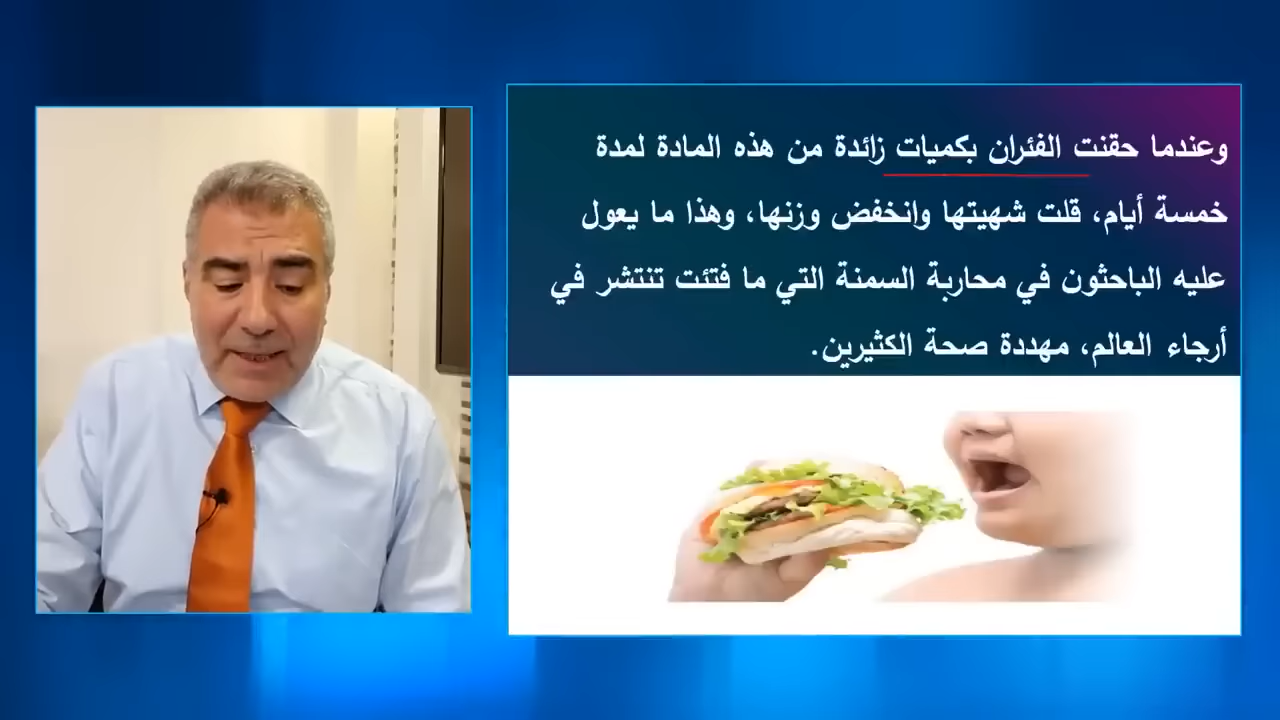 وعندما حقنت الفئران بكميات زائدة من هذه المادة لمدة
خمسة أيام، قلت شهيتها وانخفض وزنها، وهذا ما يعول
عليه الباحثون في محاربة السمنة التي ما فتئت تنتشر في
أرجاء العالم، مهددة صحة الكثيرين.